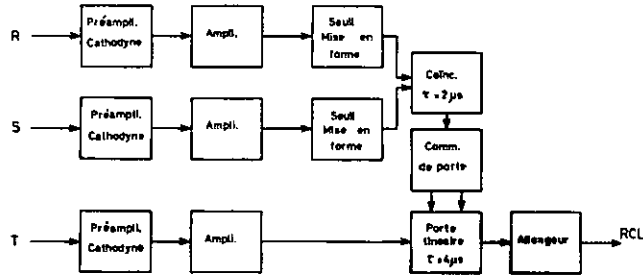 R
Préampli.
Cathodyne
Ampli.
Seuil
Mise en
forme
Coïnc.
τ = 2 µs
S
Préampli.
Cathodyne
Ampli.
Seuil
Mise en
forme
Comm.
de porte
T
Préampli.
Cathodyne
Ampli.
Porte
linéaire
τ = 4 µs
Allongeur
RCL